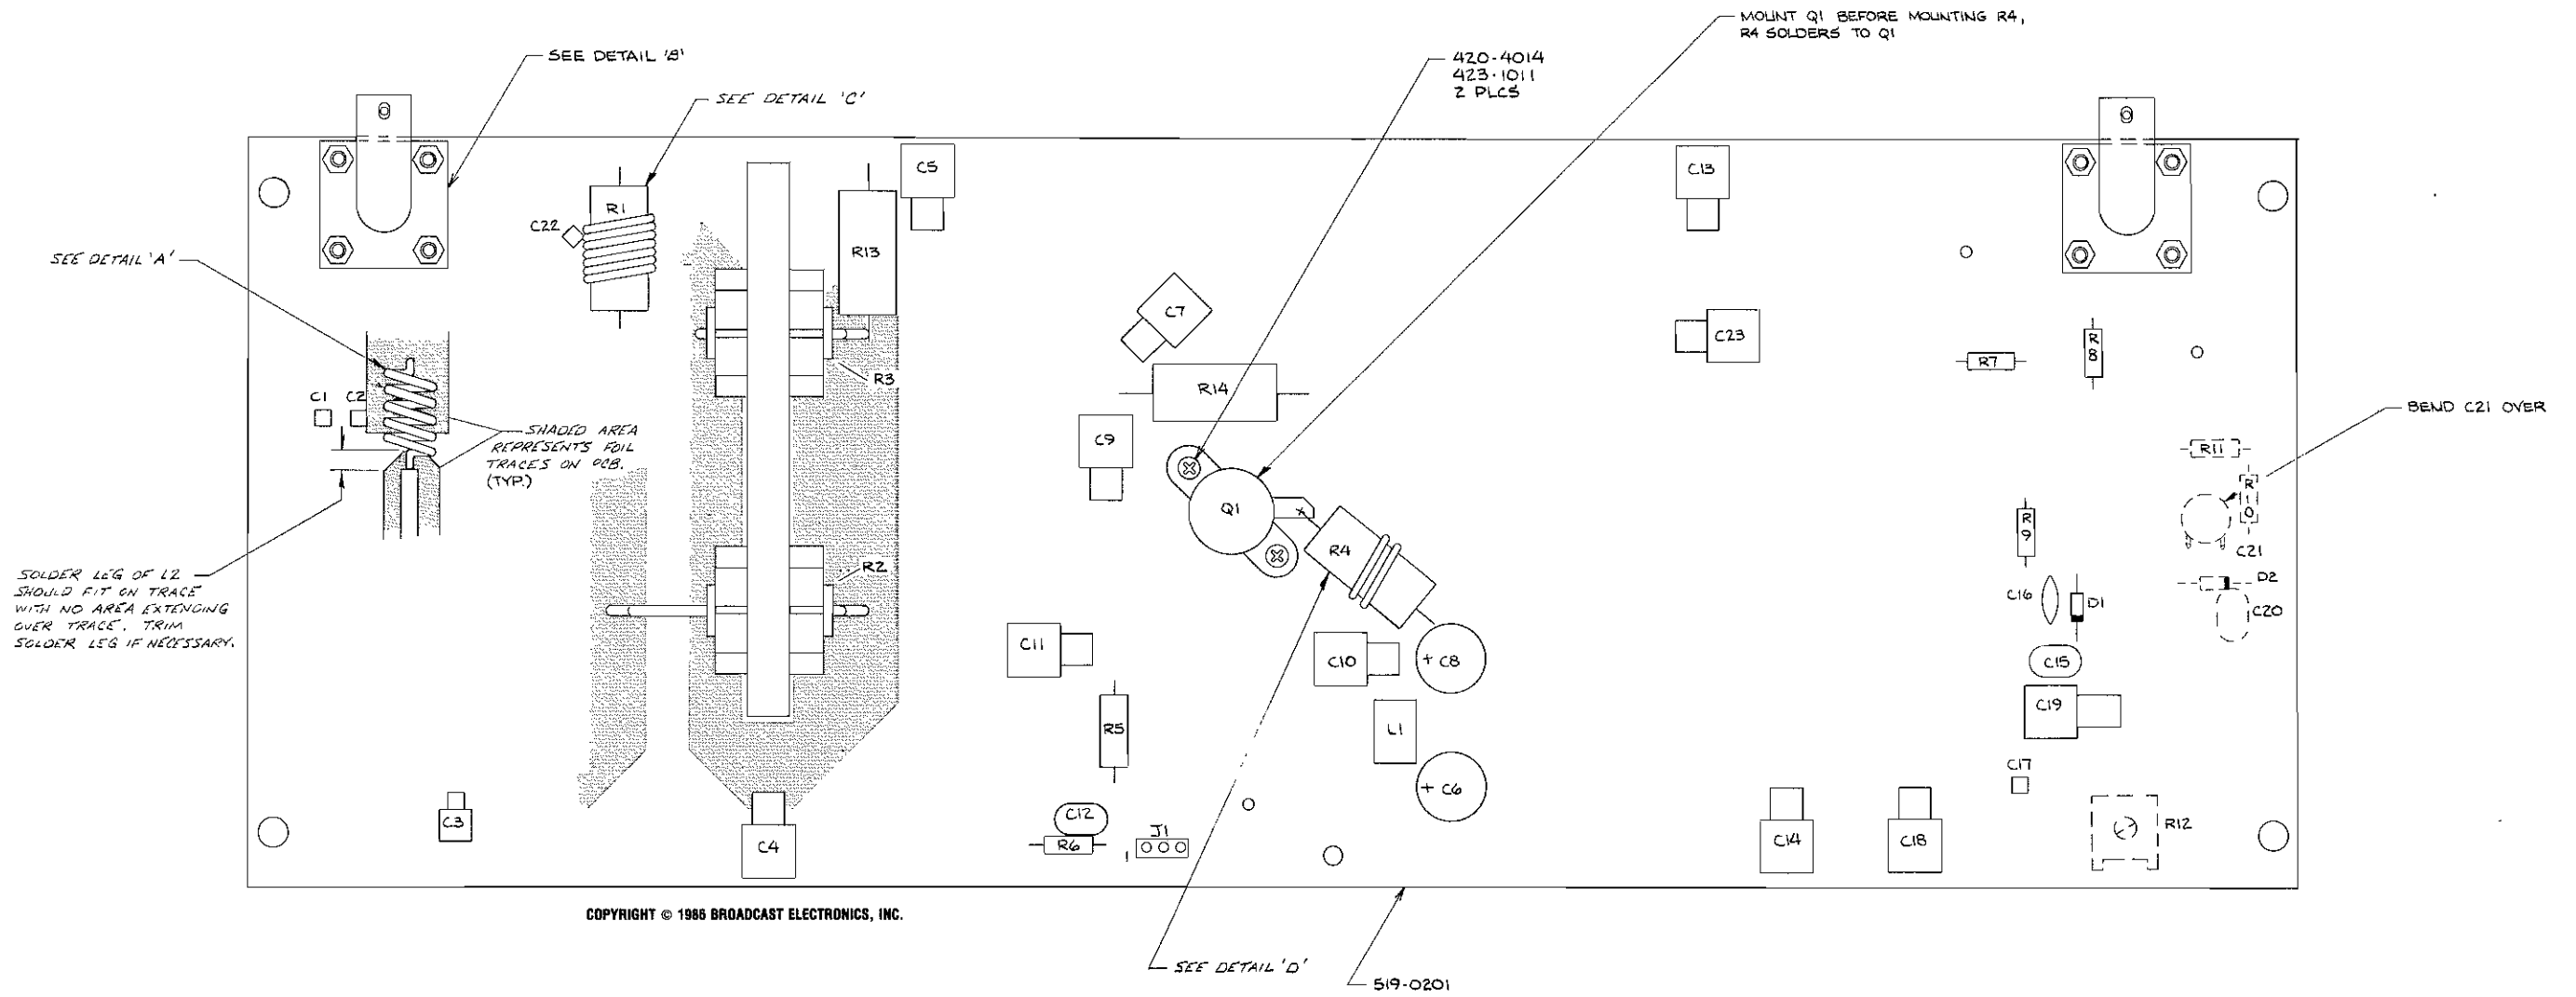 MOUNT Q1 BEFORE MOUNTING R4,
R4 SOLDERS TO Q1
SEE DETAIL 'B'
420-4014
423-1011
2 PLCS
SEE DETAIL 'C'
C5
C13
R1
C22
R13
SEE DETAIL 'A'
C7
C23
R8
R7
R3
R14
C1
C2
BEND C21 OVER
SHADED AREA
REPRESENTS FOIL
TRACES ON PCB.
(TYP.)
C9
R11
R10
Q1
R9
R4
C21
R2
D2
SOLDER LEG OF L2
SHOULD FIT ON TRACE
WITH NO AREA EXTENDING
OVER TRACE. TRIM
SOLDER LEG IF NECESSARY.
C16
D1
C20
C11
C10
+ C8
C15
C19
R5
L1
C17
+ C6
C3
C12
J1
R12
C4
R6
1
C14
C18
COPYRIGHT © 1986 BROADCAST ELECTRONICS, INC.
SEE DETAIL 'D'
519-0201